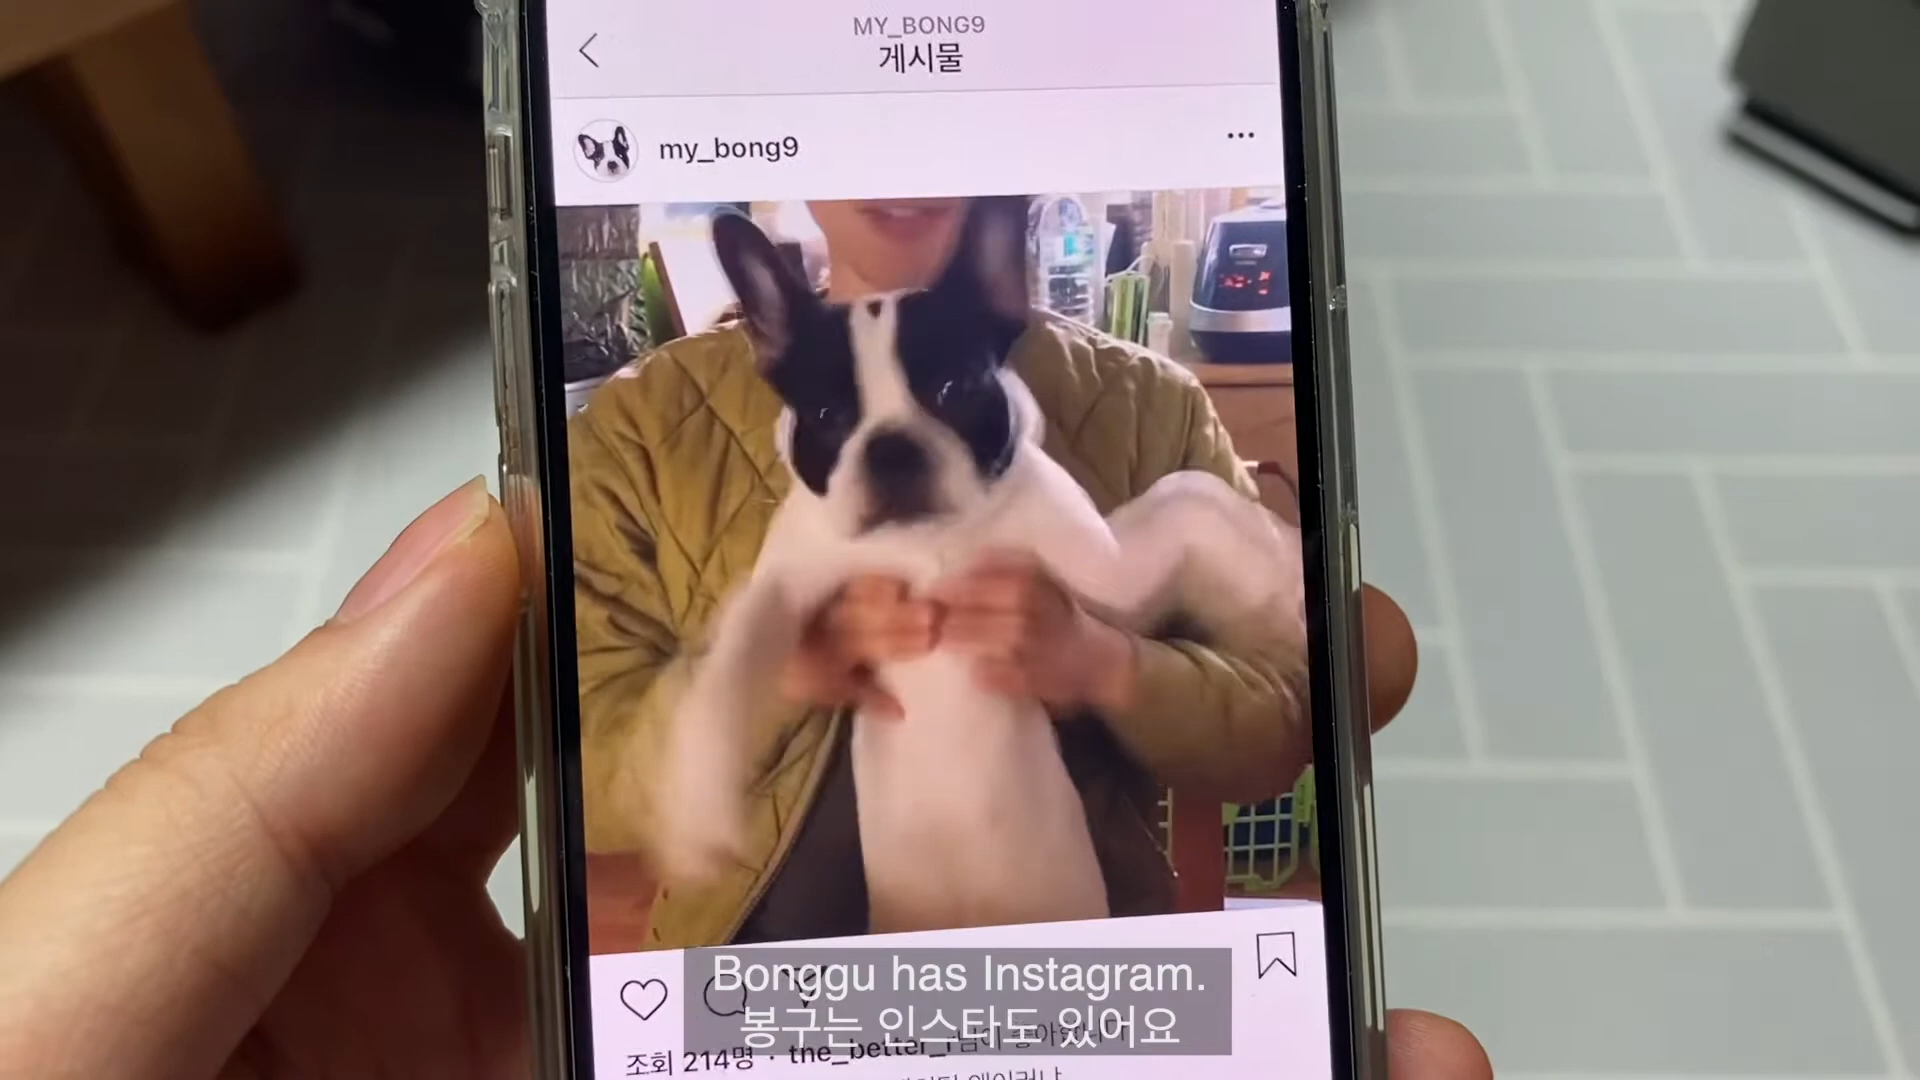 MY_BONG9
게시물
my_bong9
Bonggu has Instagram.
봉구는 인스타도 있어요
조회 214명 · the_better_